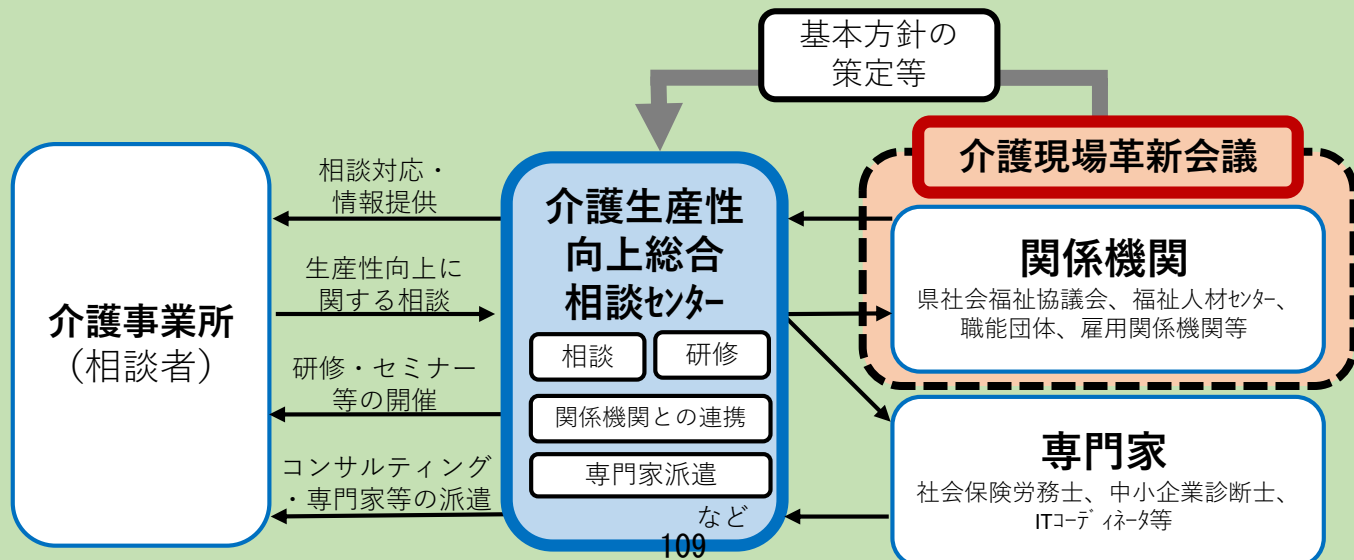 基本方針の
策定等
介護現場革新会議
介護事業所
(相談者)
相談対応・
情報提供
生産性向上に
関する相談
研修・セミナー
等の開催
コンサルティング
・専門家等の派遣
介護生産性
向上総合
相談ｾﾝﾀｰ
相談
研修
関係機関との連携
専門家派遣
など
関係機関
県社会福祉協議会、福祉人材ｾﾝﾀｰ、
職能団体、雇用関係機関等
専門家
社会保険労務士、中小企業診断士、
ITｺｰﾃﾞｨﾈｰﾀ等
109